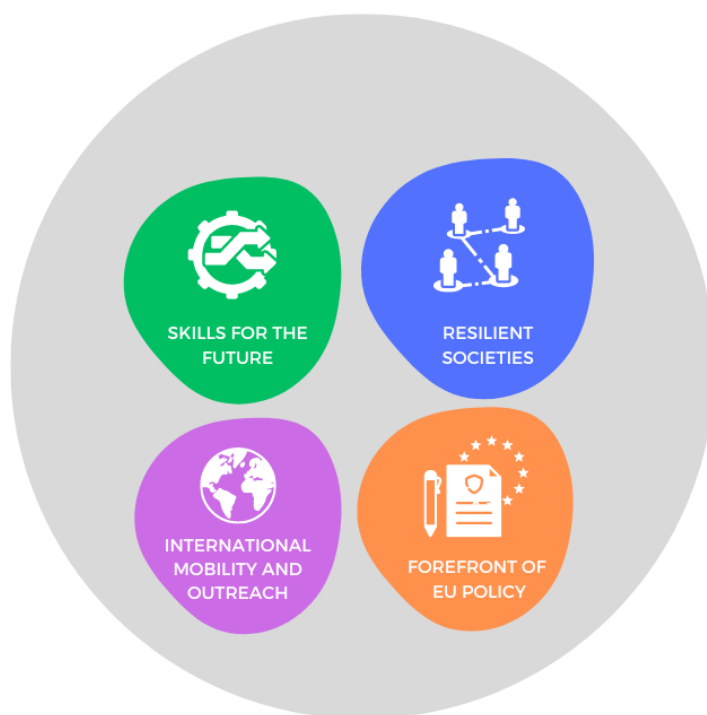 SKILLS FOR THE
FUTURE
RESILIENT
SOCIETIES
INTERNATIONAL
MOBILITY AND
OUTREACH
FOREFRONT OF
EU POLICY